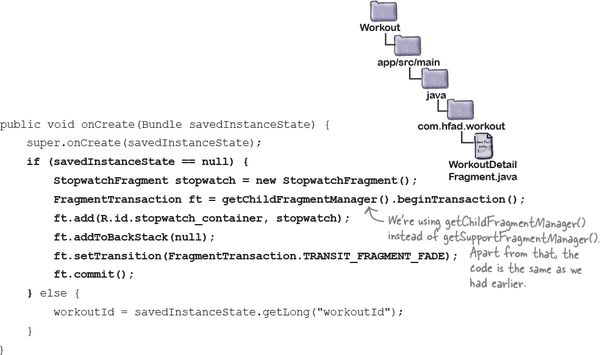 Workout
app/src/main
java
com.hfad.workout
WorkoutDetail
Fragment.java
public void onCreate(Bundle savedInstanceState) {
super.onCreate(savedInstanceState);
if (savedInstanceState == null) {
StopwatchFragment stopwatch = new StopwatchFragment();
FragmentTransaction ft = getChildFragmentManager().beginTransaction();
ft.add(R.id.stopwatch_container, stopwatch);
ft.addToBackStack(null);
ft.setTransition(FragmentTransaction.TRANSIT_FRAGMENT_FADE);
ft.commit();
} else {
workoutId = savedInstanceState.getLong("workoutId");
}
}
We're using getChildFragmentManager()
instead of getSupportFragmentManager().
Apart from that, the
code is the same as we
had earlier.